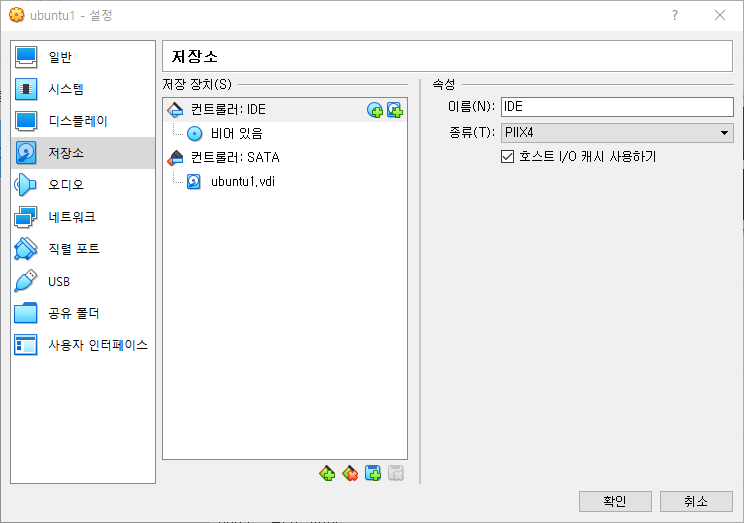 ubuntu1 - 설정
일반
시스템
디스플레이
저장소
오디오
네트워크
직렬 포트
USB
공유 폴더
사용자 인터페이스
저장소
저장 장치(S)
컨트롤러: IDE
비어 있음
컨트롤러: SATA
ubuntu1.vdi
속성
이름(N): IDE
종류(T): PIIX4
호스트 I/O 캐시 사용하기
확인
취소